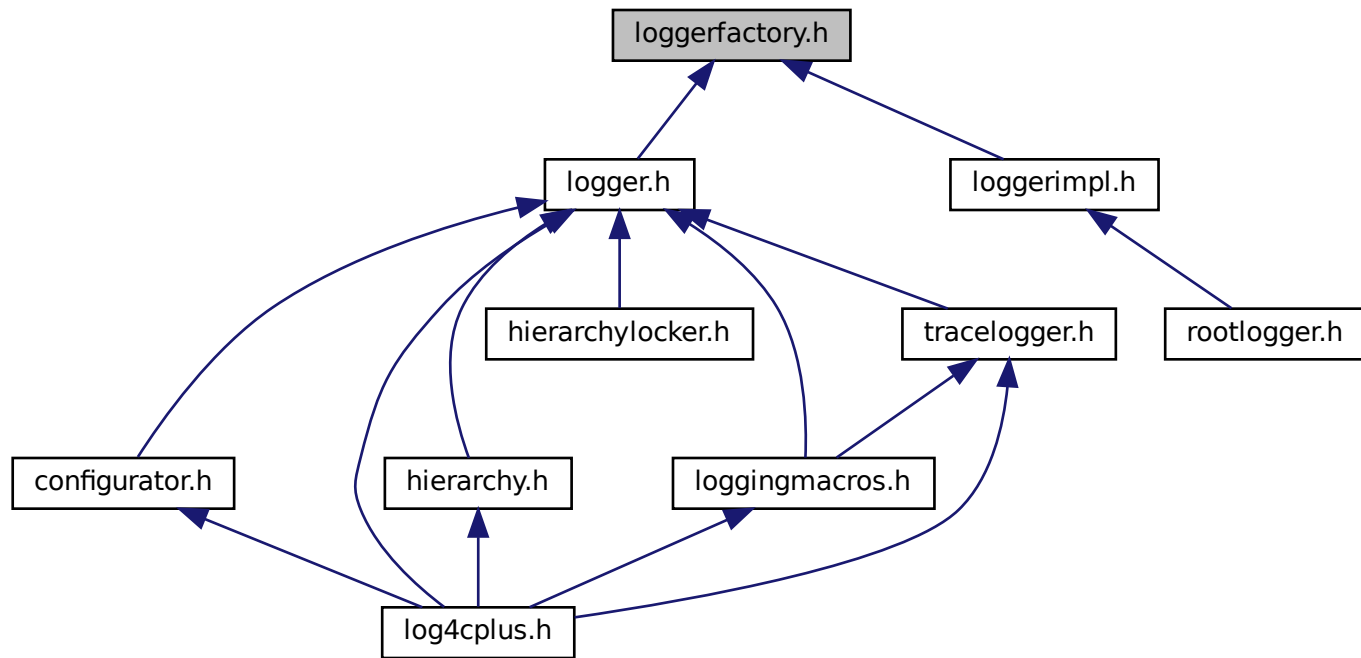 loggerfactory.h
logger.h
loggerimpl.h
hierarchylocker.h
tracelogger.h
rootlogger.h
configurator.h
hierarchy.h
loggingmacros.h
log4cplus.h